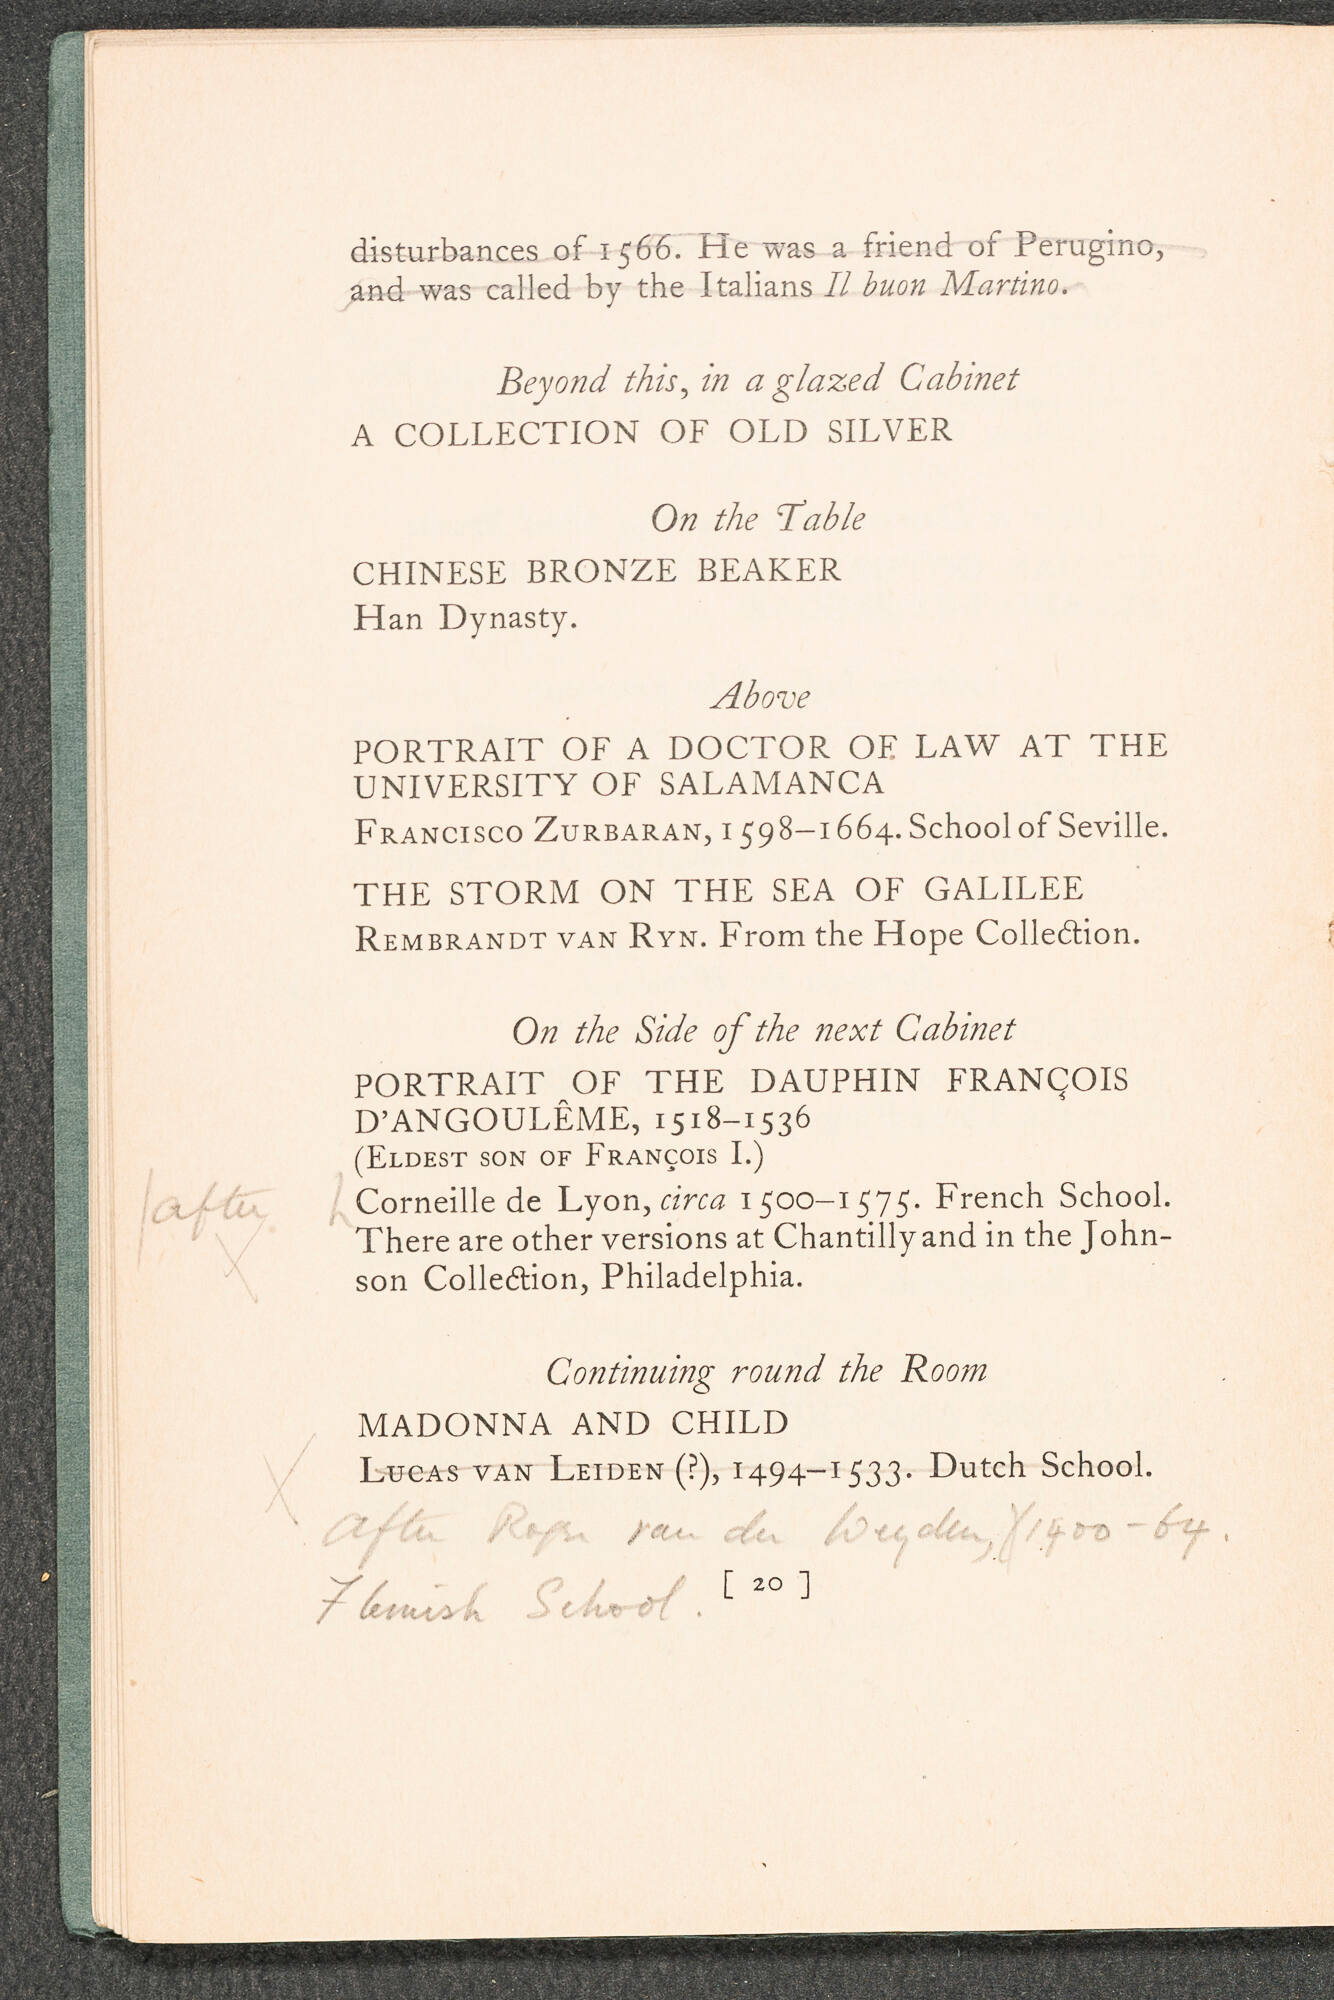 disturbances of 1566. He was a friend of Perugino,
and was called by the Italians Il buon Martino.
Beyond this, in a glazed Cabinet
A COLLECTION OF OLD SILVER
On the Table
CHINESE BRONZE BEAKER
Han Dynasty.
Above
PORTRAIT OF A DOCTOR OF LAW AT THE
UNIVERSITY OF SALAMANCA
FRANCISCO ZURBARAN, 1598–1664. School of Seville.
THE STORM ON THE SEA OF GALILEE
REMBRANDT VAN RYN. From the Hope Collection.
On the Side of the next Cabinet
PORTRAIT OF THE DAUPHIN FRANÇOIS
D'ANGOULÊME, 1518–1536
(ELDEST SON OF FRANÇOIS I.)
after
Corneille de Lyon, circa 1500–1575. French School.
There are other versions at Chantilly and in the John-
son Collection, Philadelphia.
Continuing round the Room
MADONNA AND CHILD
LUCAS VAN LEIDEN (?), 1494–1533. Dutch School.
After Roger van der Weyden, 1400-64.
Flemish School.
[ 20 ]